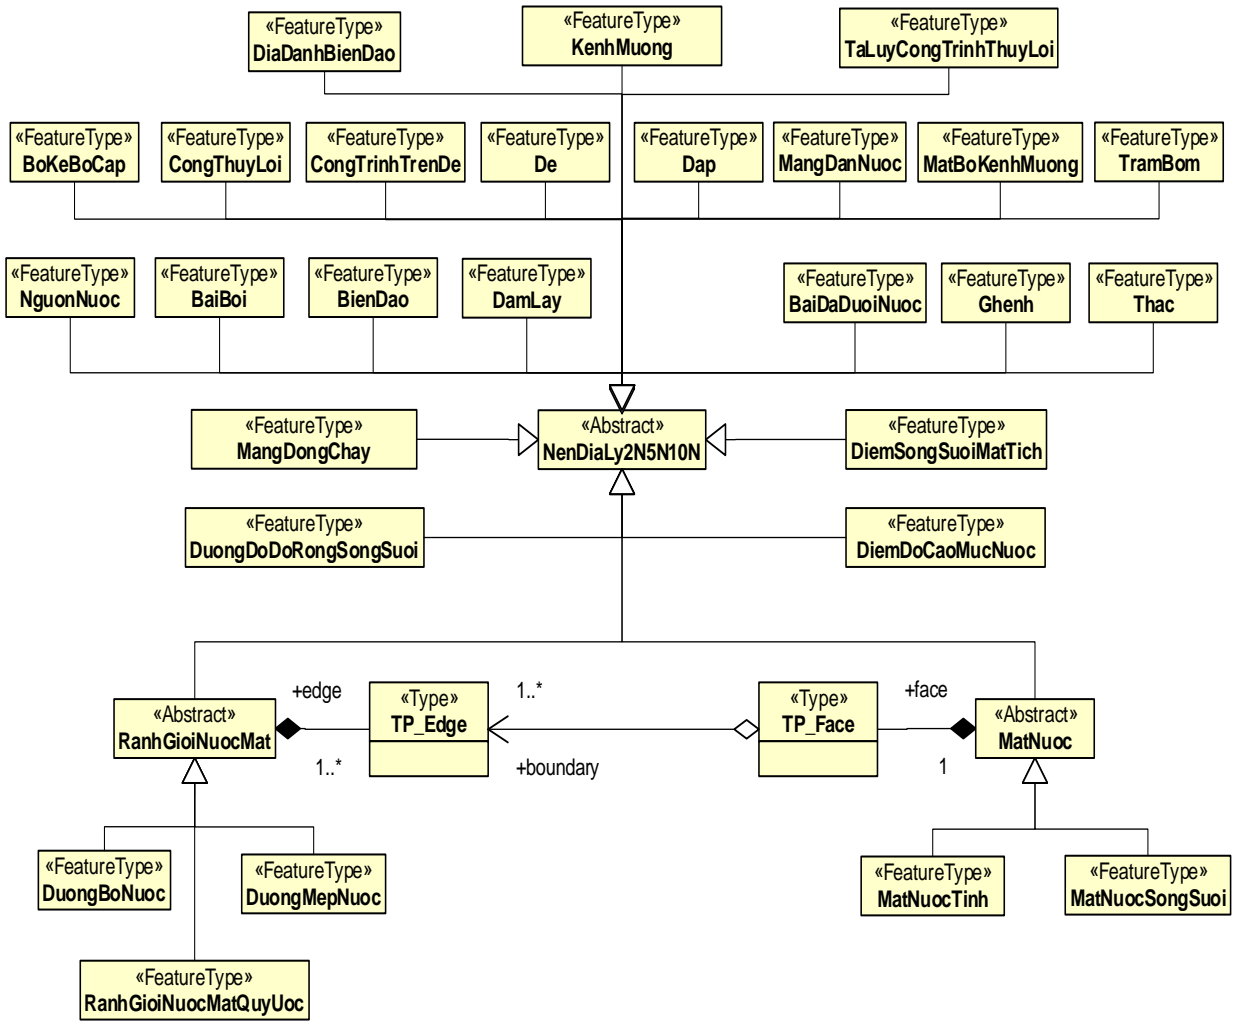 «FeatureType»
DiaDanhBienDao
«FeatureType»
KenhMuong
«FeatureType»
TaLuyCongTrinhThuyLoi
«FeatureType»
BoKeBoCap
«FeatureType»
CongThuyLoi
«FeatureType»
CongTrinhTrenDe
«FeatureType»
De
«FeatureType»
Dap
«FeatureType»
MangDanNuoc
«FeatureType»
MatBoKenhMuong
«FeatureType»
TramBom
«FeatureType»
NguonNuoc
«FeatureType»
BaiBoi
«FeatureType»
BienDao
«FeatureType»
DamLay
«FeatureType»
BaiDaDuoiNuoc
«FeatureType»
Ghenh
«FeatureType»
Thac
«FeatureType»
MangDongChay
«Abstract»
NenDiaLy2N5N10N
«FeatureType»
DiemSongSuoiMatTich
«FeatureType»
DuongDoDoRongSongSuoi
«FeatureType»
DiemDoCaoMucNuoc
«Abstract»
RanhGioiNuocMat
+edge
1..*
«Type»
TP_Edge
1..*
+boundary
«Type»
TP_Face
+face
1
«Abstract»
MatNuoc
«FeatureType»
DuongBoNuoc
«FeatureType»
DuongMepNuoc
«FeatureType»
MatNuocTinh
«FeatureType»
MatNuocSongSuoi
«FeatureType»
RanhGioiNuocMatQuyUoc